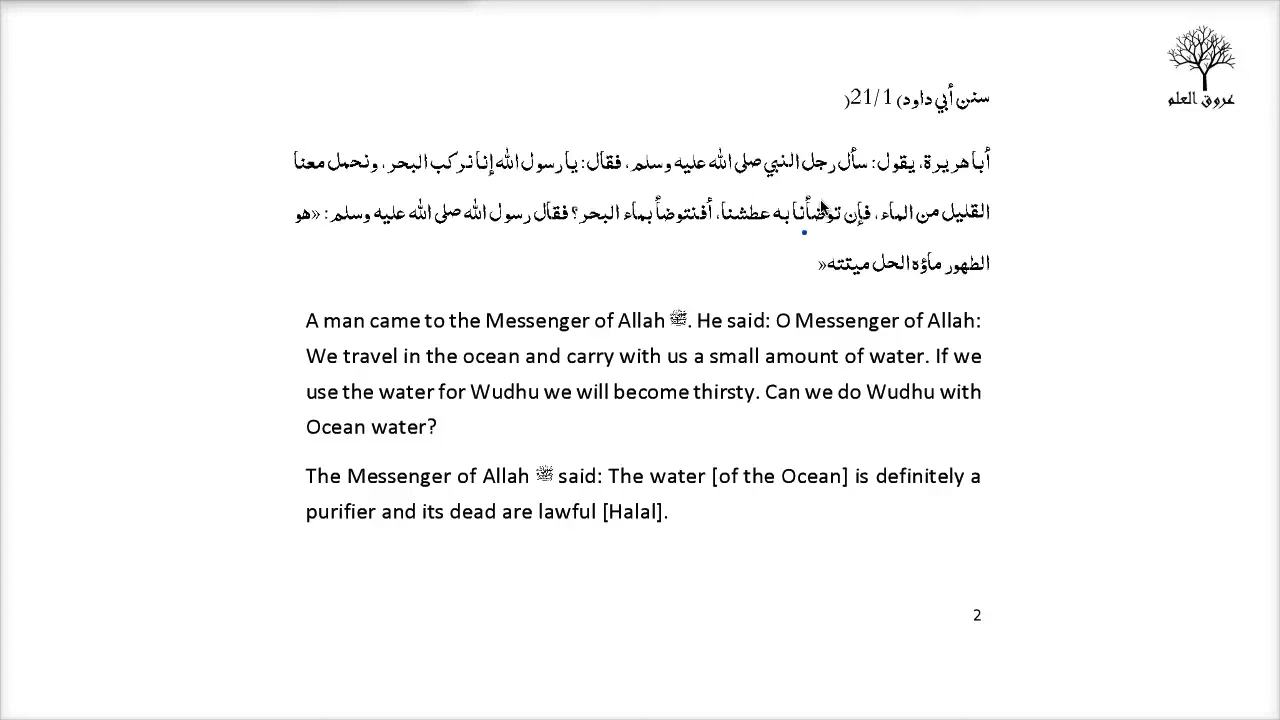 عروق العلم
سنن أبي داود) 21/1(
أبا هريرة، يقول: سأل رجل النبي صلى الله عليه وسلم، فقال: يا رسول الله إنا نركب البحر، ونحمل معنا
القليل من الماء، فإن توضأنا به عطشنا، أفنتوضأ بماء البحر؟ فقال رسول الله صلى الله عليه وسلم: «هو
الطهور ماؤه الحل ميتته»
A man came to the Messenger of Allah ﷺ. He said: O Messenger of Allah:
We travel in the ocean and carry with us a small amount of water. If we
use the water for Wudhu we will become thirsty. Can we do Wudhu with
Ocean water?
The Messenger of Allah ﷺ said: The water [of the Ocean] is definitely a
purifier and its dead are lawful [Halal].
2